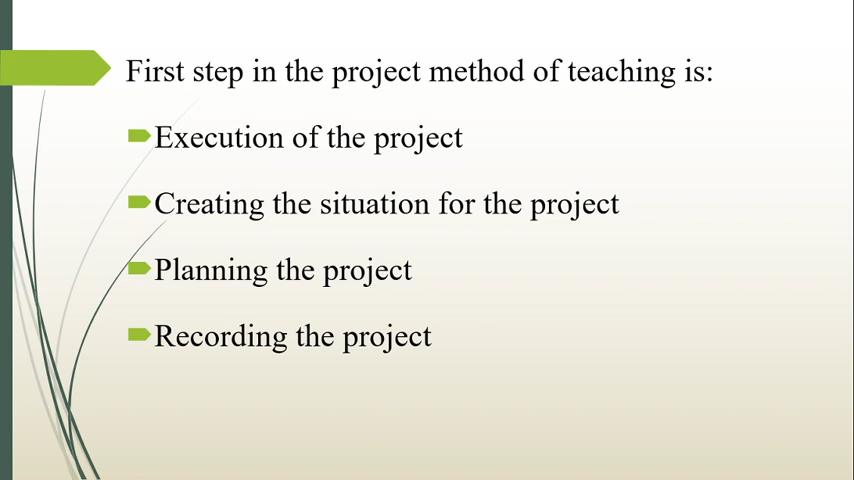 First step in the project method of teaching is:
Execution of the project
Creating the situation for the project
Planning the project
Recording the project